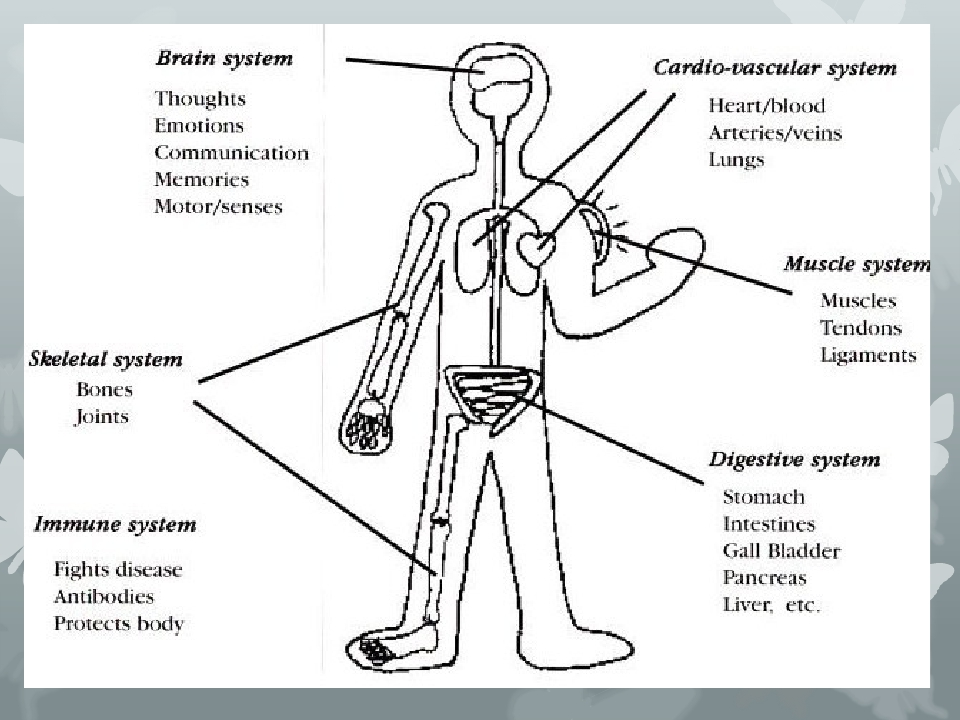 Brain system
Thoughts
Emotions
Communication
Memories
Motor/senses
Cardio-vascular system
Heart/blood
Arteries/veins
Lungs
Muscle system
Muscles
Tendons
Ligaments
Skeletal system
Bones
Joints
Digestive system
Stomach
Intestines
Gall Bladder
Pancreas
Liver, etc.
Immune system
Fights disease
Antibodies
Protects body